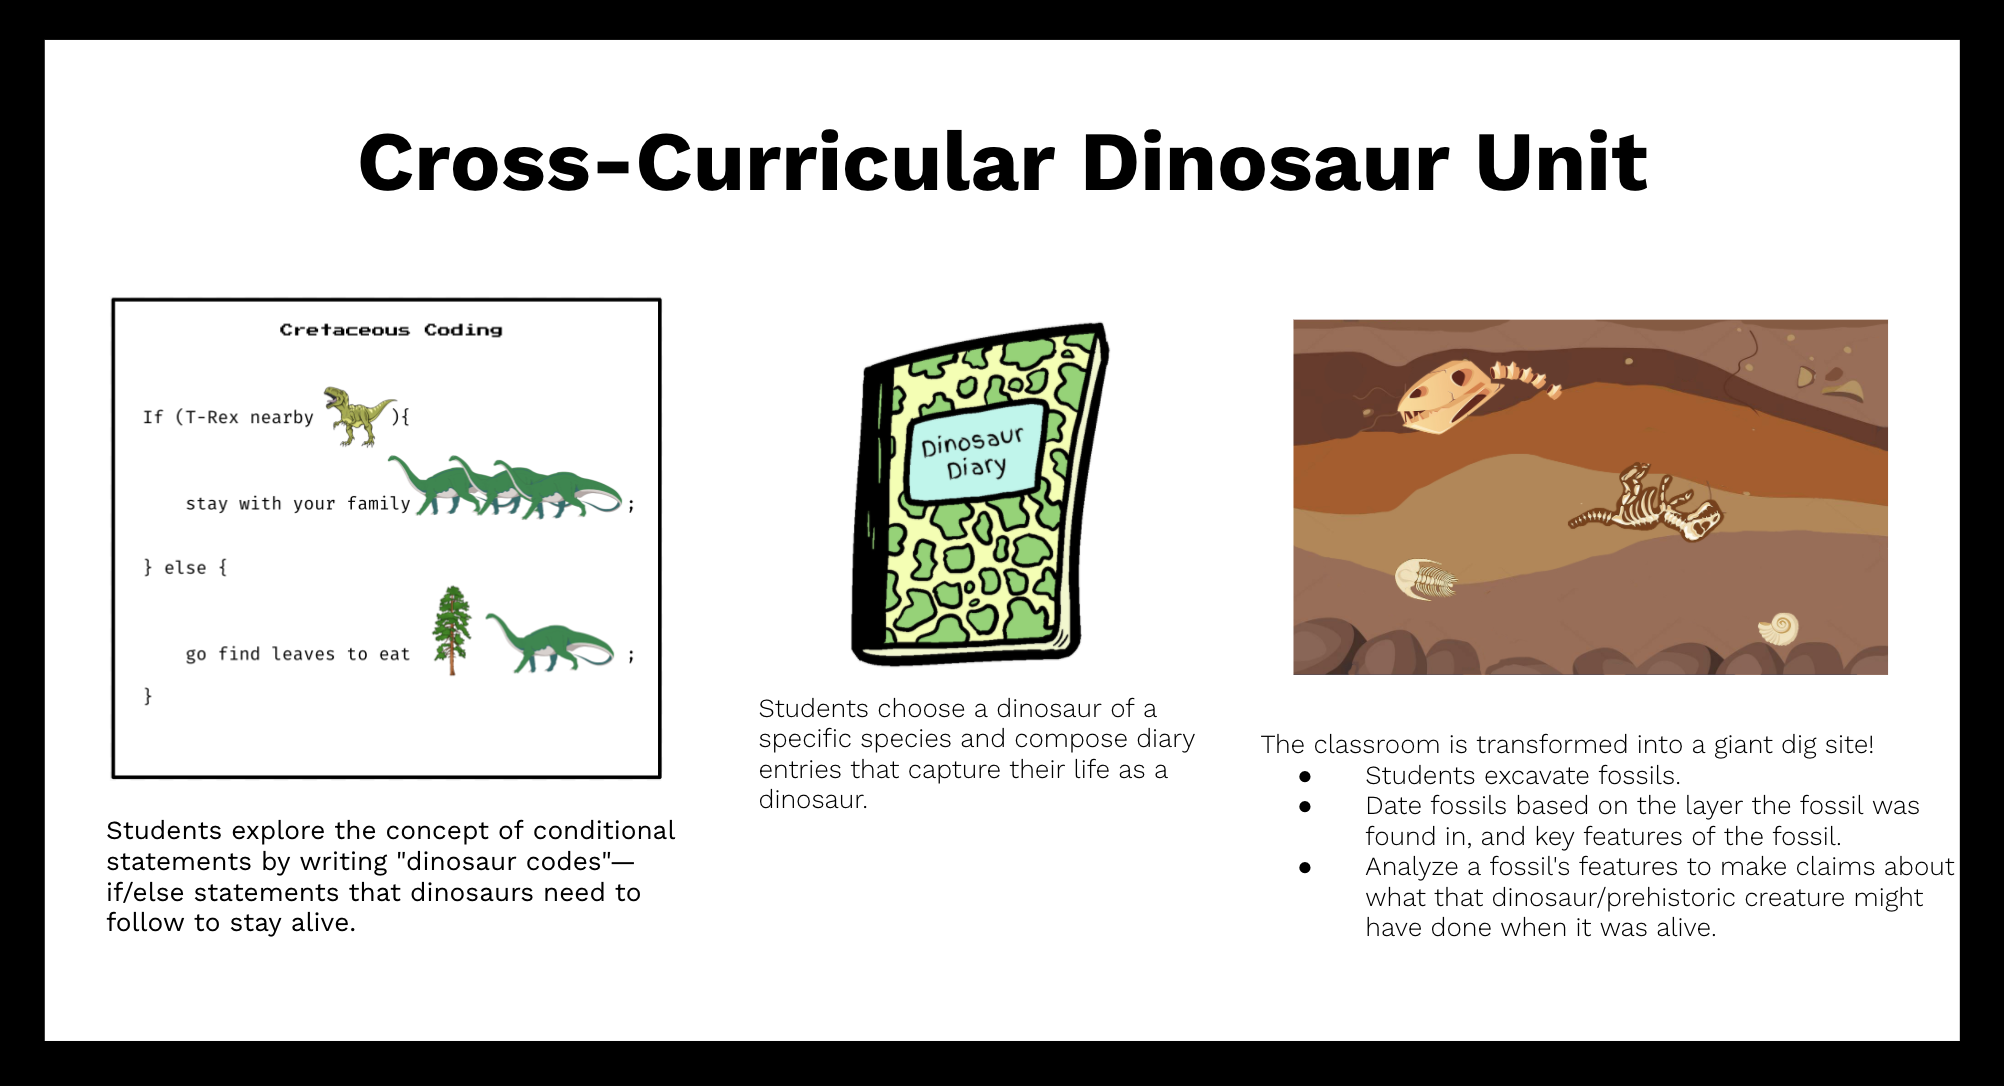 Cross-Curricular Dinosaur Unit
Cretaceous Coding
If (T-Rex nearby ){
stay with your family ;
} else {
go find leaves to eat ;
}
Students explore the concept of conditional
statements by writing "dinosaur codes"—
if/else statements that dinosaurs need to
follow to stay alive.
Dinosaur
Diary
Students choose a dinosaur of a
specific species and compose diary
entries that capture their life as a
dinosaur.
The classroom is transformed into a giant dig site!
● Students excavate fossils.
● Date fossils based on the layer the fossil was
found in, and key features of the fossil.
● Analyze a fossil's features to make claims about
what that dinosaur/prehistoric creature might
have done when it was alive.